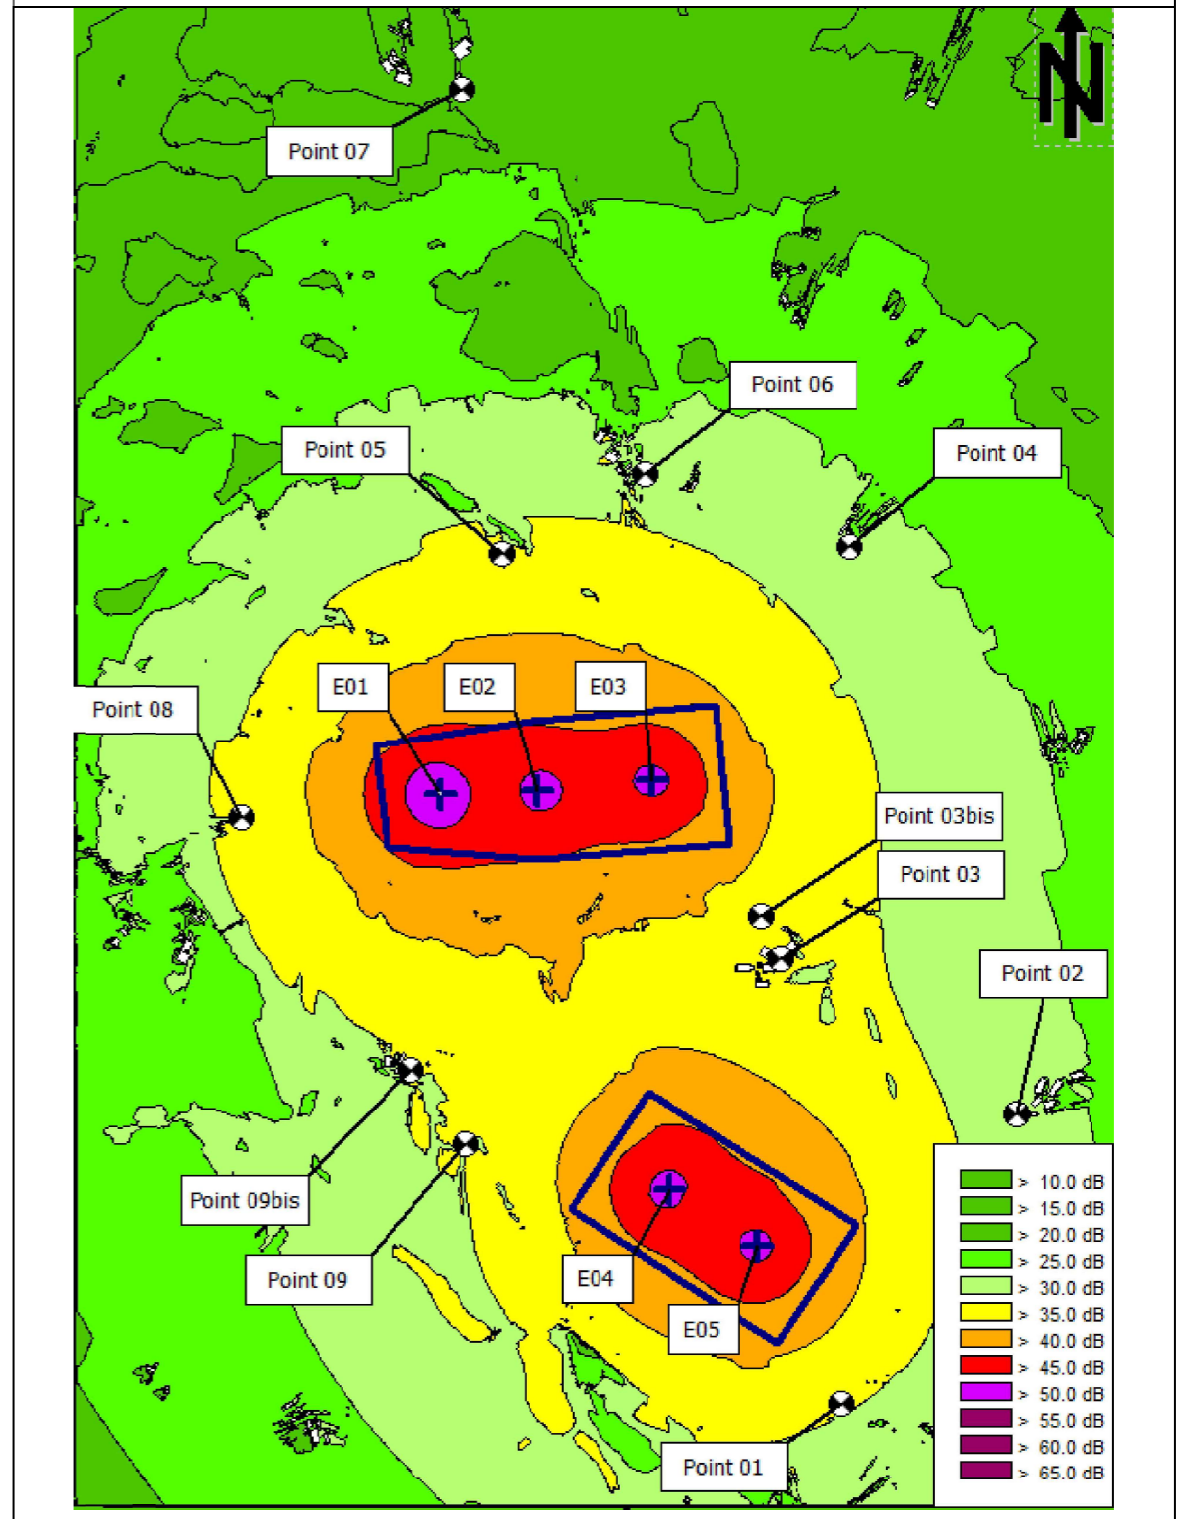 N
Point 07
Point 06
Point 05
Point 04
E01
E02
E03
Point 08
Point 03bis
Point 03
Point 02
Point 09bis
Point 09
E04
E05
Point 01
> 10.0 dB
> 15.0 dB
> 20.0 dB
> 25.0 dB
> 30.0 dB
> 35.0 dB
> 40.0 dB
> 45.0 dB
> 50.0 dB
> 55.0 dB
> 60.0 dB
> 65.0 dB